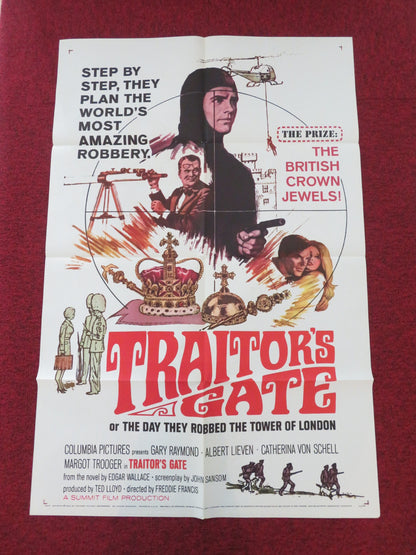 STEP BY
STEP, THEY
PLAN THE
WORLD'S
MOST
AMAZING
ROBBERY.
THE PRIZE:
THE
BRITISH
CROWN
JEWELS!
TRAITOR'S
GATE
or THE DAY THEY ROBBED THE TOWER OF LONDON
COLUMBIA PICTURES presents GARY RAYMOND · ALBERT LIEVEN · CATHERINA VON SCHELL
MARGOT TROOGER in TRAITOR'S GATE
from the novel by EDGAR WALLACE · screenplay by JOHN SANSOM
produced by TED LLOYD · directed by FREDDIE FRANCIS
A SUMMIT FILM PRODUCTION